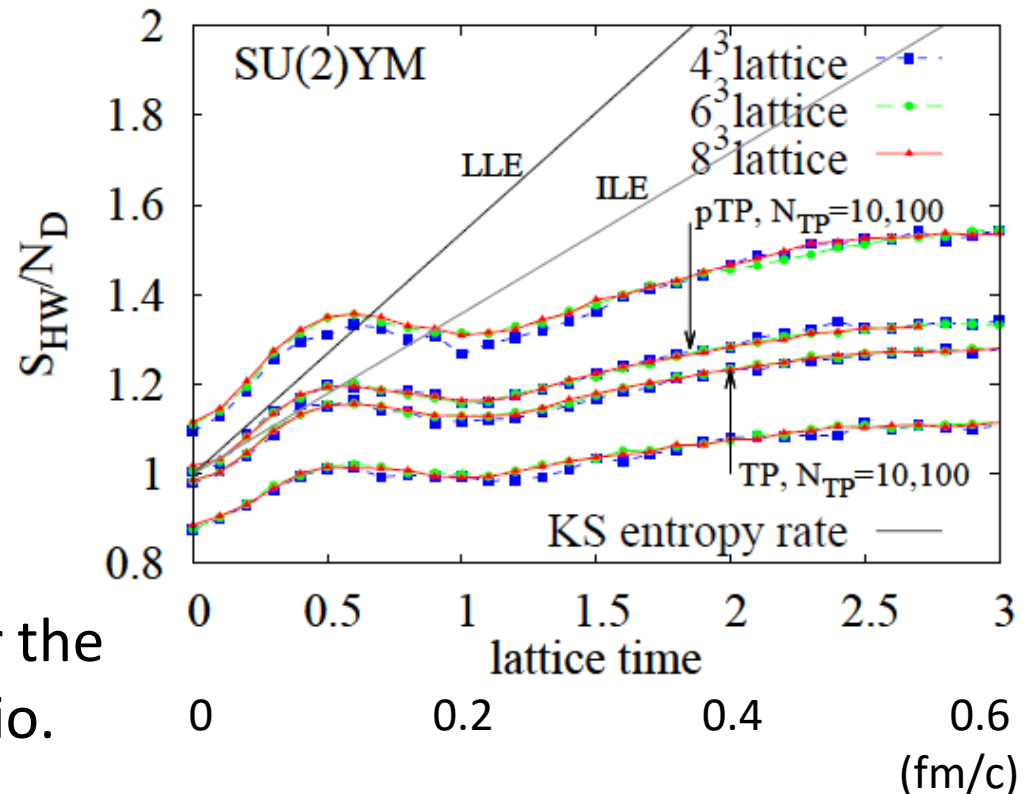 2
SU(2)YM
4³lattice
6³lattice
8³lattice
1.8
LLE
ILE
1.6
pTP, N_TP=10,100
S_HW/N_D
1.4
1.2
1
TP, N_TP=10,100
KS entropy rate
0.8
0 0.5 1 1.5 2 2.5 3
r the
lattice time
io.
0 0.2 0.4 0.6
(fm/c)